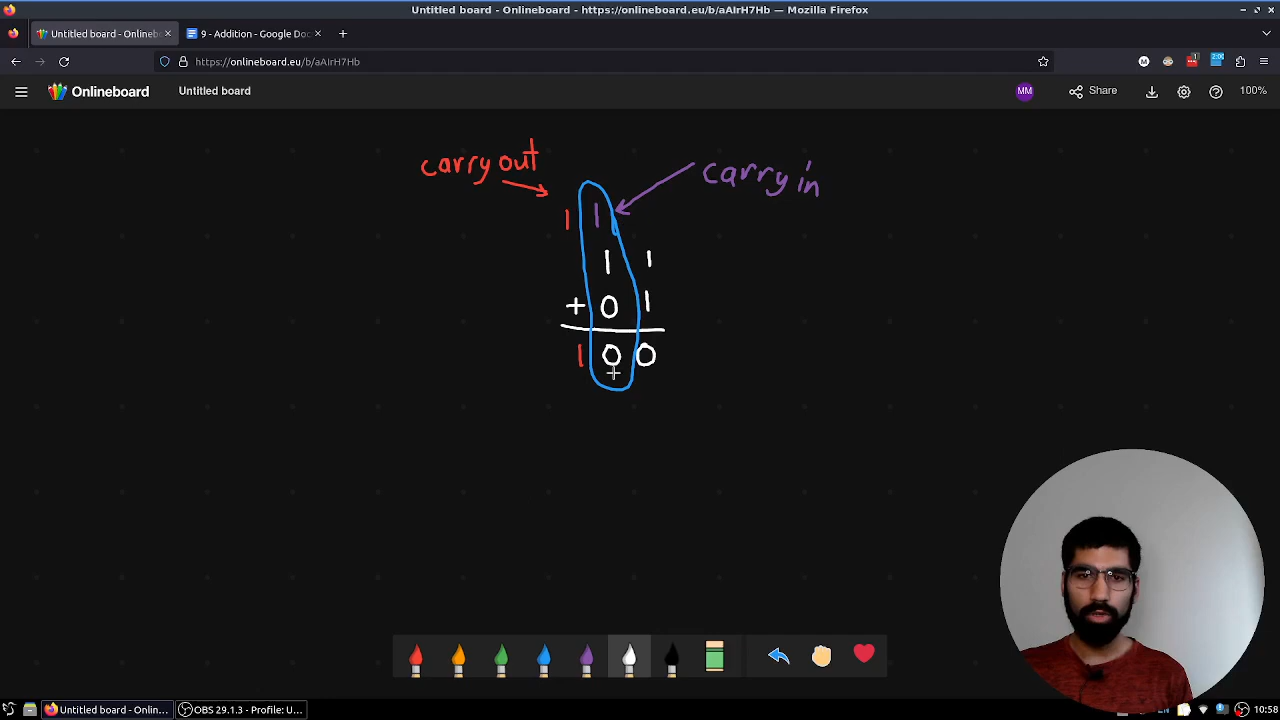 Untitled board - Onlineboard - https://onlineboard.eu/b/aAIrH7Hb — Mozilla Firefox
Untitled board - Onlineb
9 - Addition - Google Doc
https://onlineboard.eu/b/aAIrH7Hb
Onlineboard
Untitled board
MM
Share
100%
carry out
carry in
1 1
1 1
+ 0 1
1 0 0
Untitled board - Onlin...
OBS 29.1.3 - Profile: U...
10:58